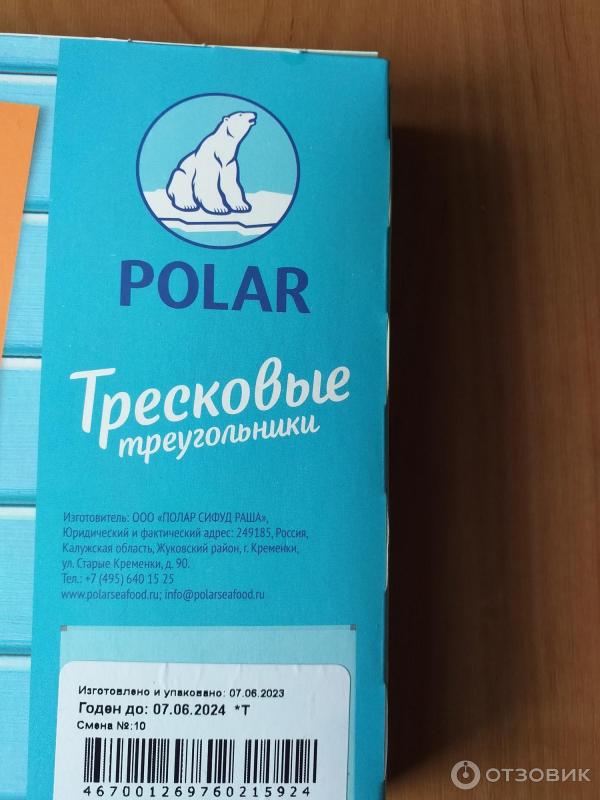 POLAR
Тресковые
треугольники
Изготовитель: ООО «ПОЛАР СИФУД РАША»,
Юридический и фактический адрес: 249185, Россия,
Калужская область, Жуковский район, г. Кременки,
ул. Старые Кременки, д. 90.
Тел.: +7 (495) 640 15 25
www.polarseafood.ru; info@polarseafood.ru
Изготовлено и упаковано: 07.06.2023
Годен до: 07.06.2024 *Т
Смена №:10
467001269760215924
ОТЗОВИК